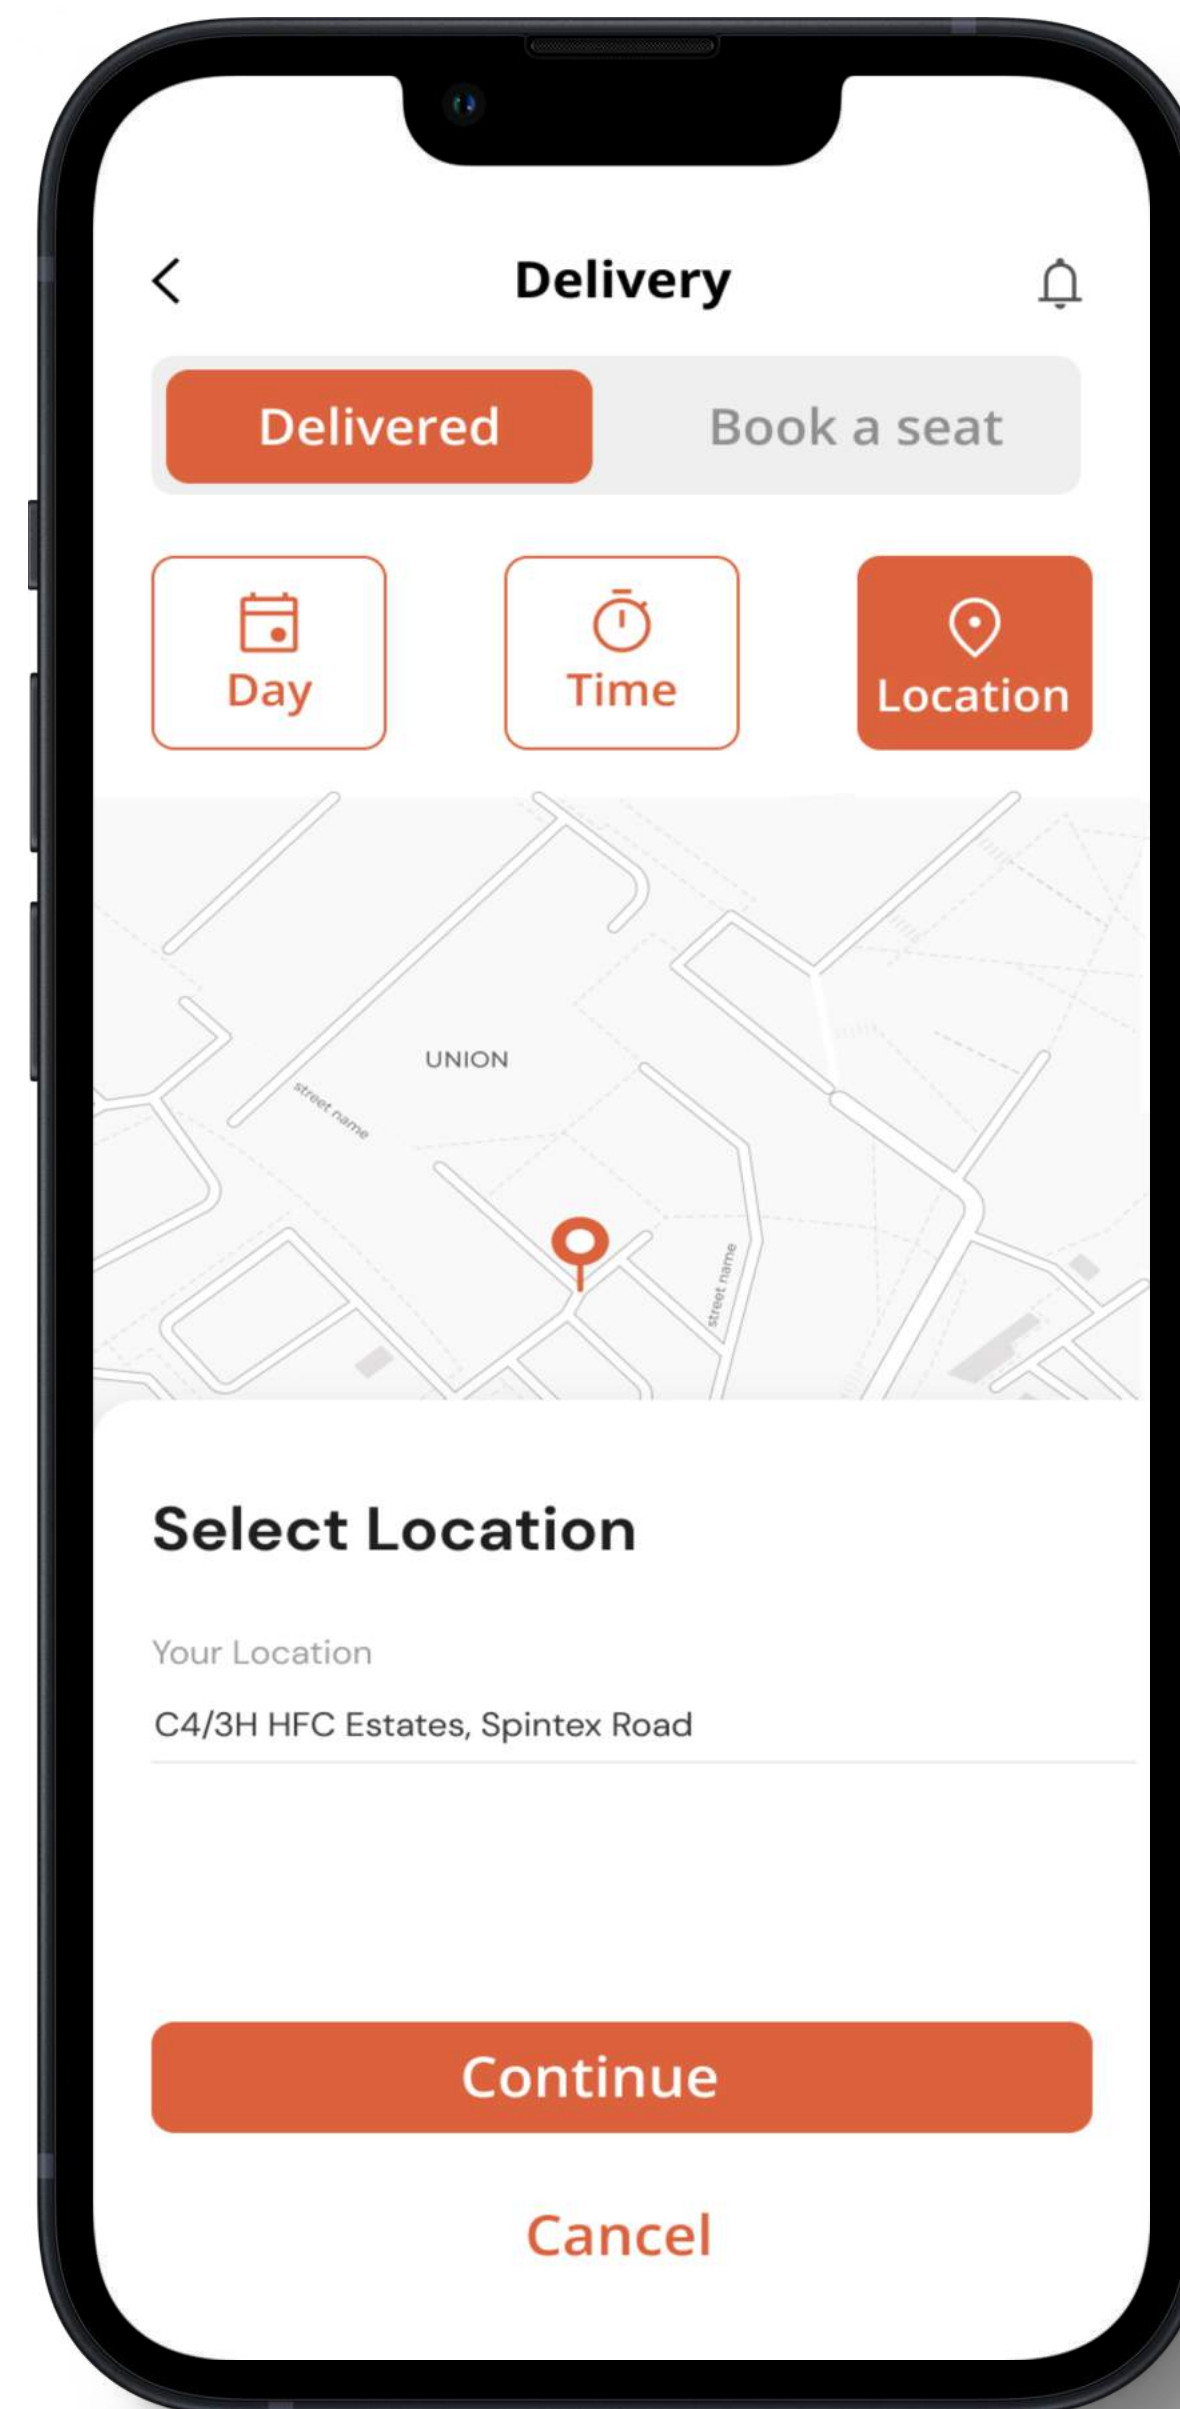 Delivery
Delivered
Book a seat
Day
Time
Location
UNION
street name
street name
Select Location
Your Location
C4/3H HFC Estates, Spintex Road
Continue
Cancel